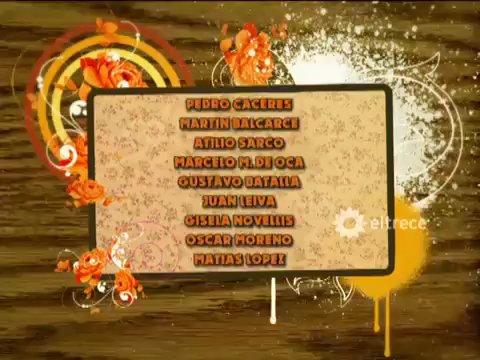 PEDRO CACERES
MARTIN BALCARCE
ATILIO SARCO
MARCELO M. DE OCA
GUSTAVO BATALLA
JUAN LEIVA
GISELA NOVELLIS
OSCAR MORENO
MATIAS LOPEZ
eltrece